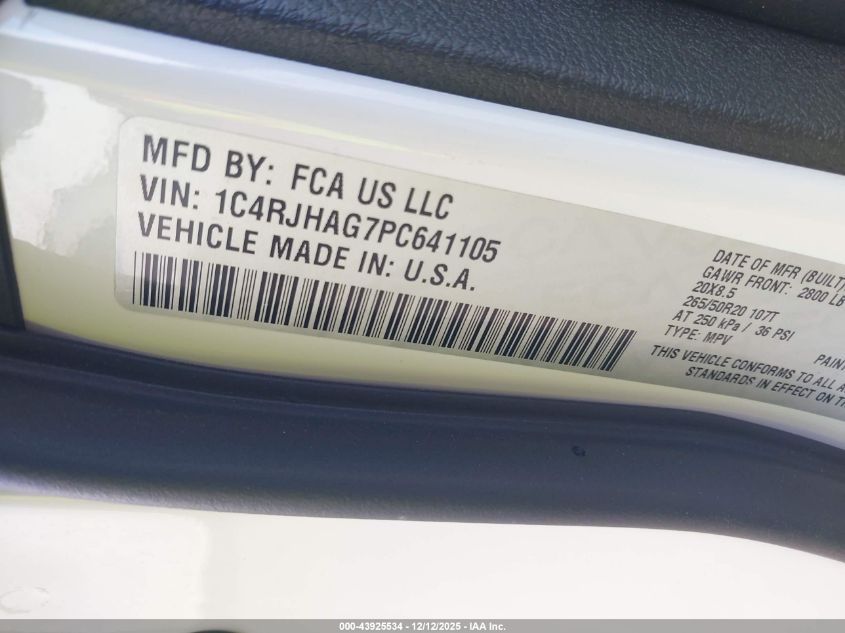 MFD BY: FCA US LLC
VIN: 1C4RJHAG7PC641105
VEHICLE MADE IN: U.S.A.
DATE OF MFR (BUILT)
GAWR FRONT: 2800 LB
20X8.5
265/50R20 107T
AT 250 kPa / 36 PSI
TYPE: MPV
PAINT
THIS VEHICLE CONFORMS TO ALL A
STANDARDS IN EFFECT ON T
000-43925534 - 12/12/2025 - IAA Inc.